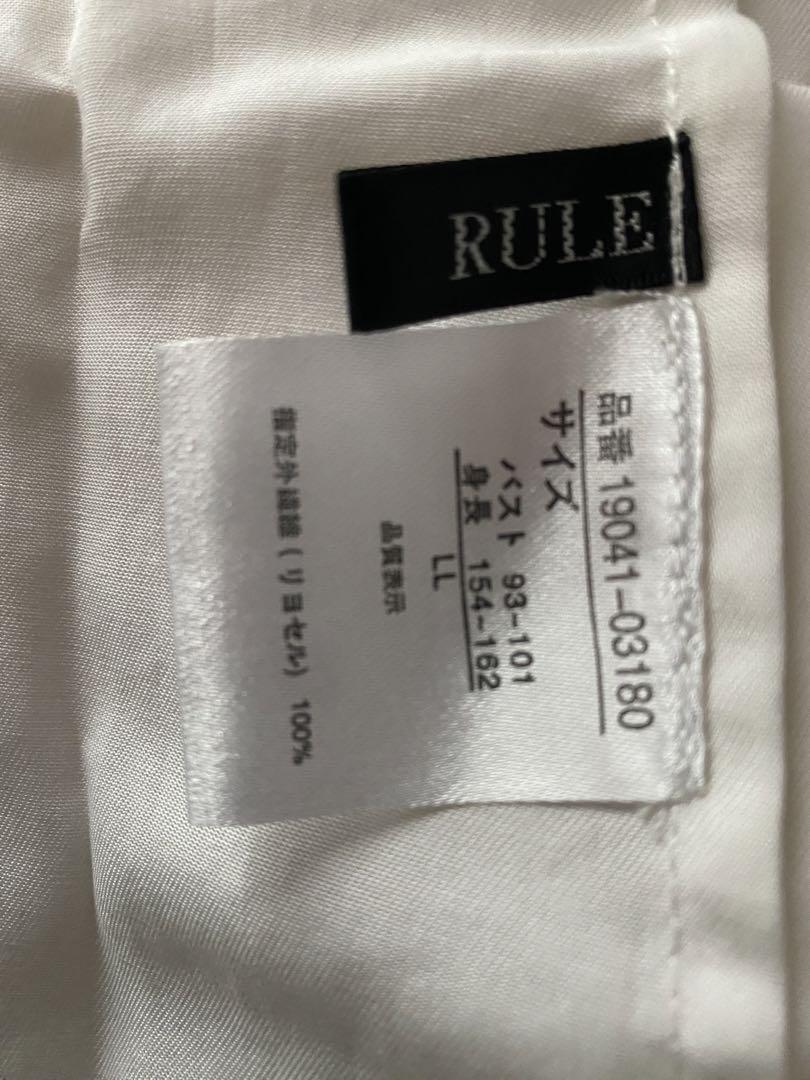 RULE
品番 19041-03180
サイズ
バスト 93-101
身長 154-162
LL
品質表示
指定外繊維(リヨセル) 100%